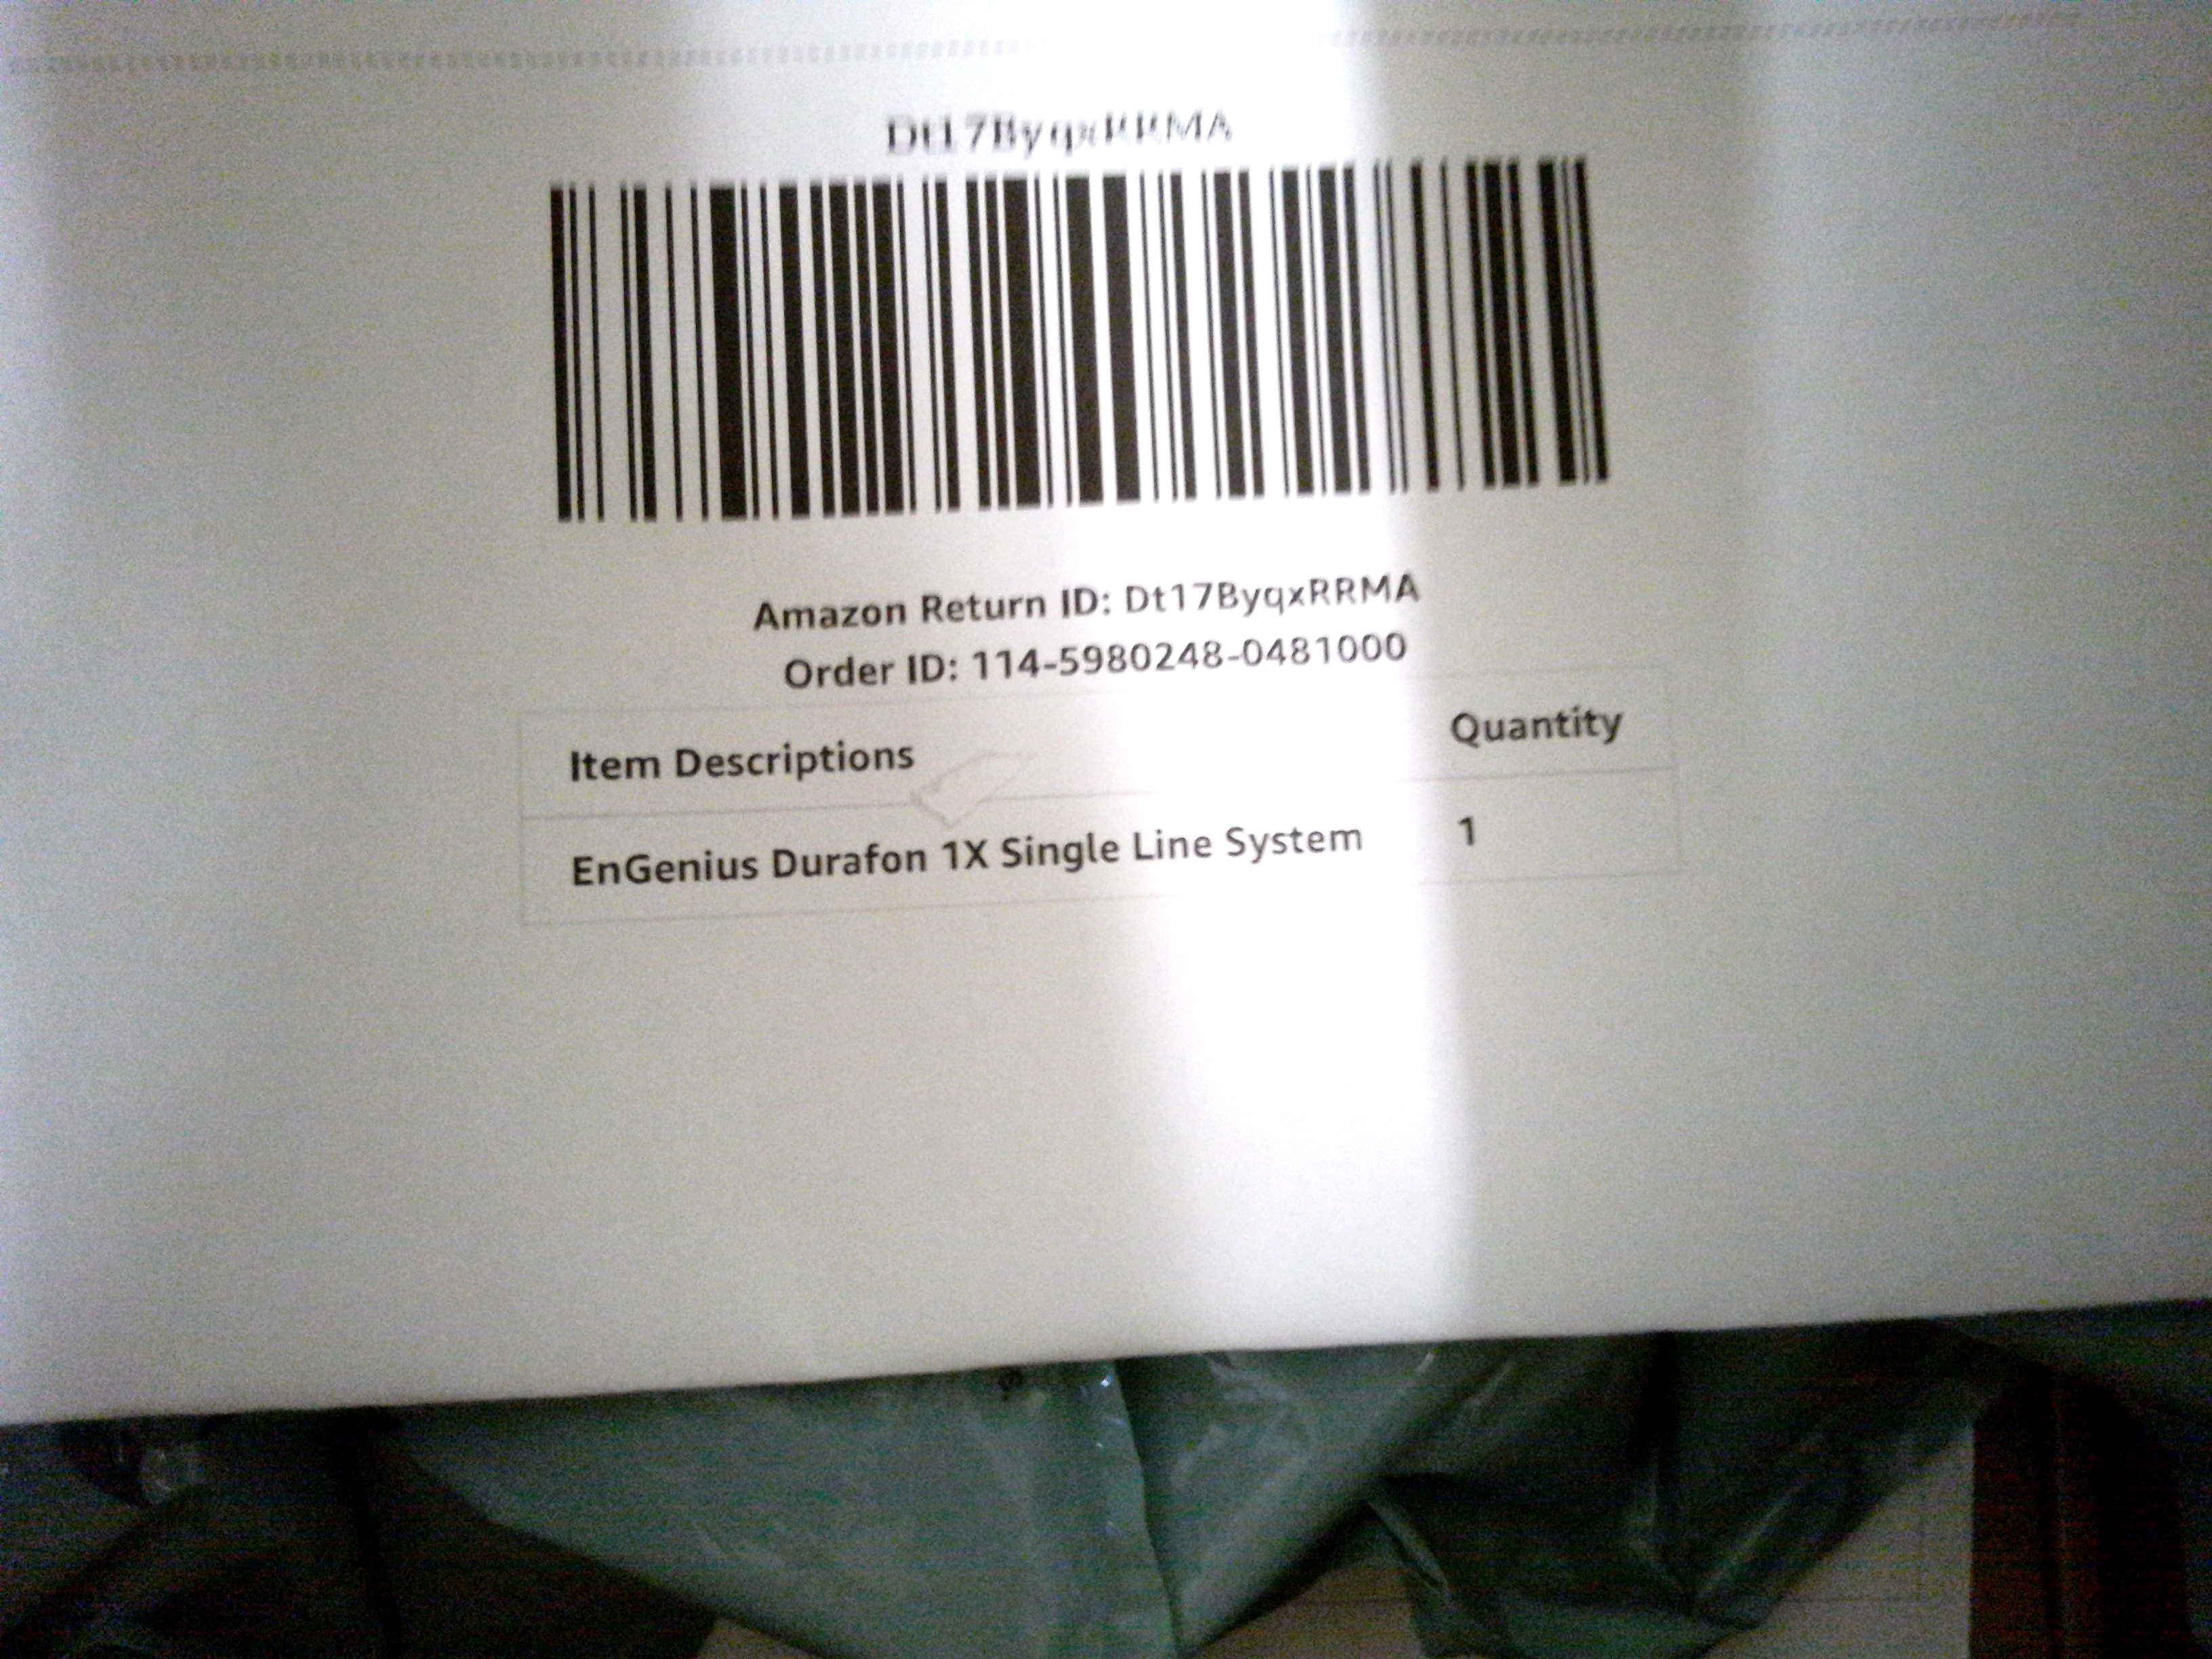 Dt17ByqxRRMA
Amazon Return ID: Dt17ByqxRRMA
Order ID: 114-5980248-0481000
Item Descriptions Quantity
EnGenius Durafon 1X Single Line System 1